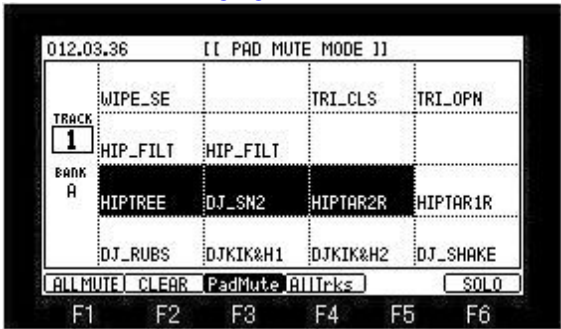 012.03.36 [[ PAD MUTE MODE ]]
WIPE_SE TRI_CLS TRI_OPN
TRACK
1
HIP_FILT HIP_FILT
BANK
A
HIPTREE DJ_SN2 HIPTAR2R HIPTAR1R
DJ_RUBS DJKIK&H1 DJKIK&H2 DJ_SHAKE
ALLMUTE CLEAR PadMute AllTrks SOLO
F1 F2 F3 F4 F5 F6